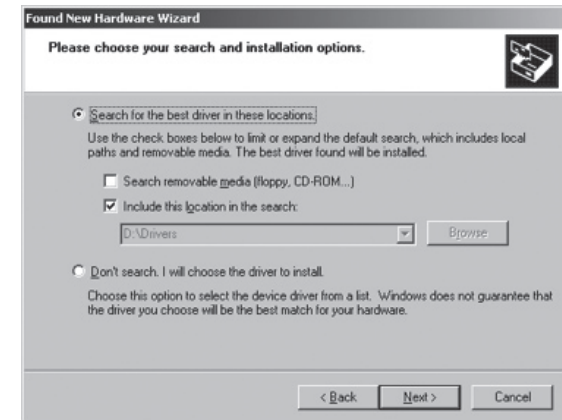 Found New Hardware Wizard
Please choose your search and installation options.
Search for the best driver in these locations.
Use the check boxes below to limit or expand the default search, which includes local
paths and removable media. The best driver found will be installed.
Search removable media (floppy, CD-ROM...)
Include this location in the search:
D:\Drivers
Browse
Don't search. I will choose the driver to install.
Choose this option to select the device driver from a list. Windows does not guarantee that
the driver you choose will be the best match for your hardware.
< Back
Next >
Cancel